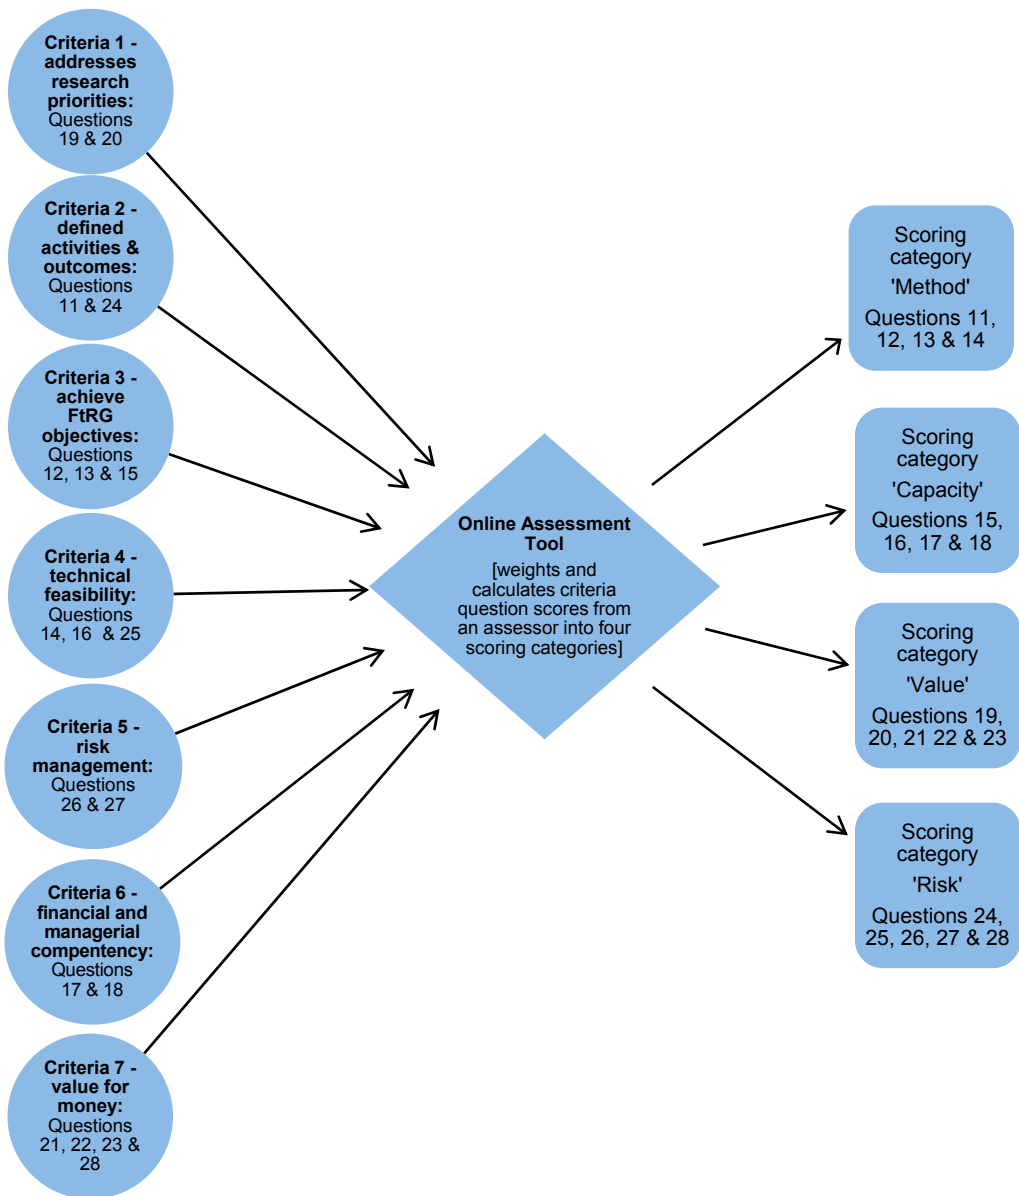 Criteria 1 -
addresses
research
priorities:
Questions
19 & 20
Criteria 2 -
defined
activities &
outcomes:
Questions
11 & 24
Criteria 3 -
achieve
FtRG
objectives:
Questions
12, 13 & 15
Criteria 4 -
technical
feasibility:
Questions
14, 16 & 25
Criteria 5 -
risk
management:
Questions
26 & 27
Criteria 6 -
financial and
managerial
compentency:
Questions
17 & 18
Criteria 7 -
value for
money:
Questions
21, 22, 23 &
28
Online Assessment
Tool
[weights and
calculates criteria
question scores from
an assessor into four
scoring categories]
Scoring
category
'Method'
Questions 11,
12, 13 & 14
Scoring
category
'Capacity'
Questions 15,
16, 17 & 18
Scoring
category
'Value'
Questions 19,
20, 21 22 & 23
Scoring
category
'Risk'
Questions 24,
25, 26, 27 & 28